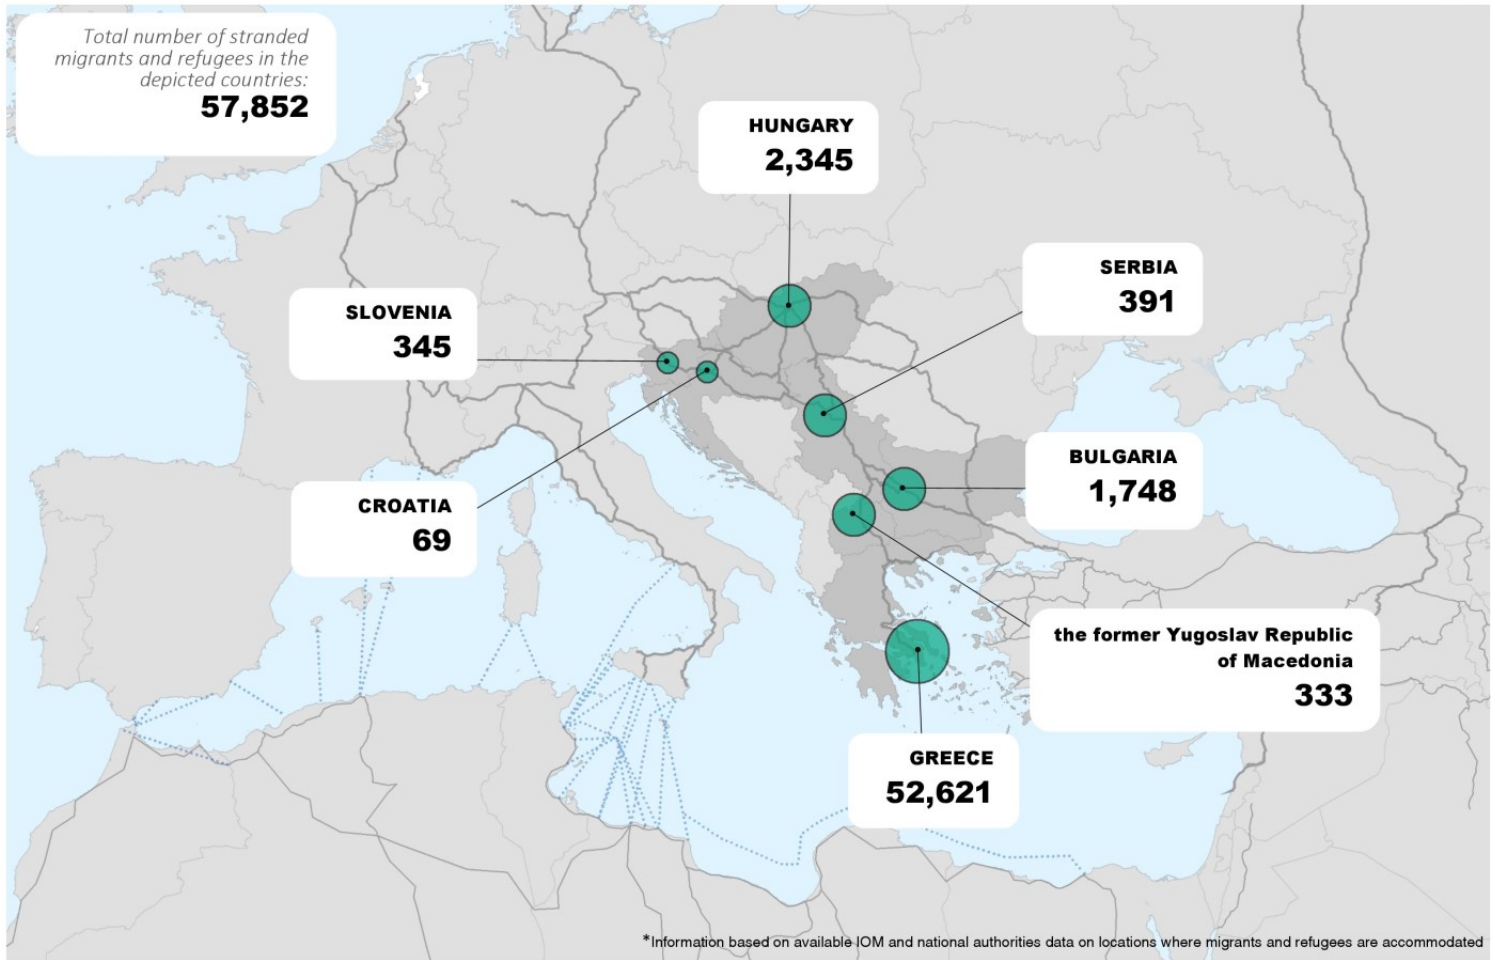 Total number of stranded
migrants and refugees in the
depicted countries:
57,852
HUNGARY
2,345
SERBIA
391
SLOVENIA
345
BULGARIA
1,748
CROATIA
69
the former Yugoslav Republic
of Macedonia
333
GREECE
52,621
*Information based on available IOM and national authorities data on locations where migrants and refugees are accommodated